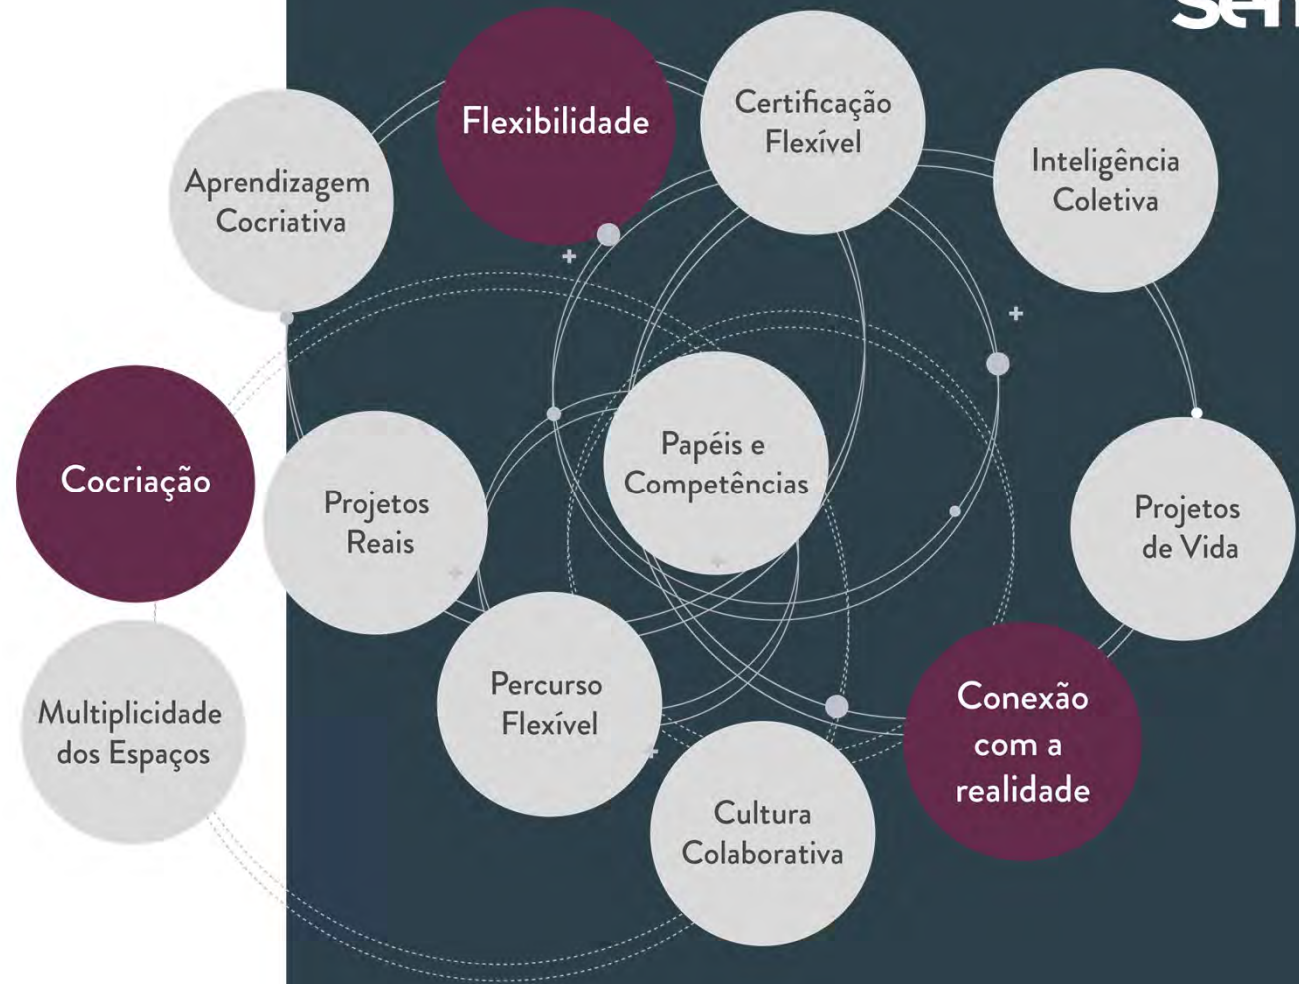 Flexibilidade
Certificação
Flexível
Inteligência
Coletiva
Aprendizagem
Cocriativa
Cocriação
Projetos
Reais
Papéis e
Competências
Projetos
de Vida
Multiplicidade
dos Espaços
Percurso
Flexível
Conexão
com a
realidade
Cultura
Colaborativa